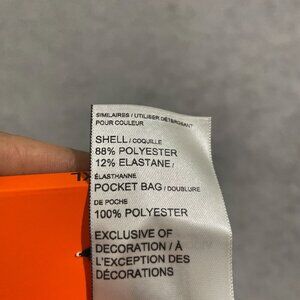 SIMILAIRES / UTILISER DÉTERGENT
POUR COULEUR
SHELL / COQUILLE
88% POLYESTER
12% ELASTANE /
ÉLASTHANNE
POCKET BAG / DOUBLURE
DE POCHE
100% POLYESTER
EXCLUSIVE OF
DECORATION / À
L'EXCEPTION DES
DÉCORATIONS